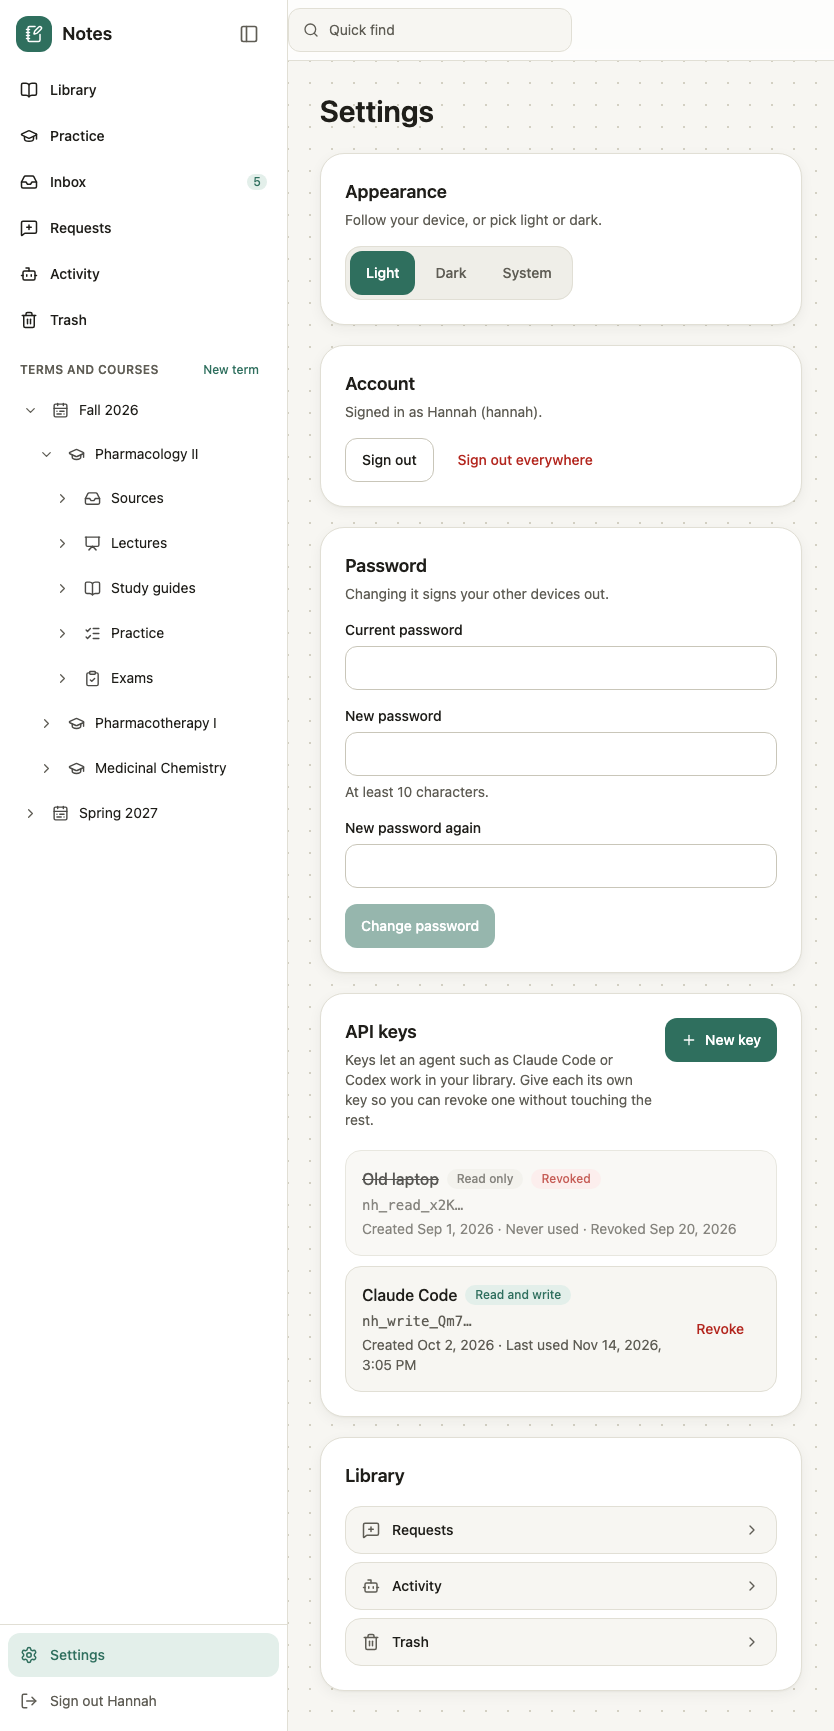 Notes
Library
Practice
Inbox 5
Requests
Activity
Trash
TERMS AND COURSES New term
Fall 2026
Pharmacology II
Sources
Lectures
Study guides
Practice
Exams
Pharmacotherapy I
Medicinal Chemistry
Spring 2027
Settings
Sign out Hannah
Quick find
Settings
Appearance
Follow your device, or pick light or dark.
Light Dark System
Account
Signed in as Hannah (hannah).
Sign out Sign out everywhere
Password
Changing it signs your other devices out.
Current password
New password
At least 10 characters.
New password again
Change password
API keys
New key
Keys let an agent such as Claude Code or
Codex work in your library. Give each its own
key so you can revoke one without touching the
rest.
Old laptop Read only Revoked
nh_read_x2K…
Created Sep 1, 2026 · Never used · Revoked Sep 20, 2026
Claude Code Read and write
nh_write_Qm7…
Created Oct 2, 2026 · Last used Nov 14, 2026,
3:05 PM
Revoke
Library
Requests
Activity
Trash